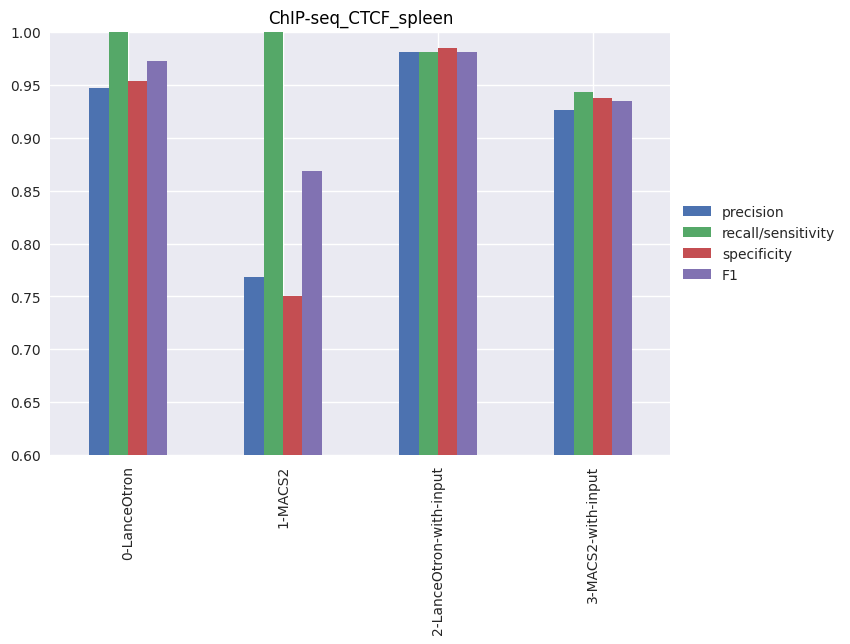 ChIP-seq_CTCF_spleen
1.00
0.95
0.90
0.85
0.80
0.75
0.70
0.65
0.60
0-LanceOtron
1-MACS2
2-LanceOtron-with-input
3-MACS2-with-input
precision
recall/sensitivity
specificity
F1